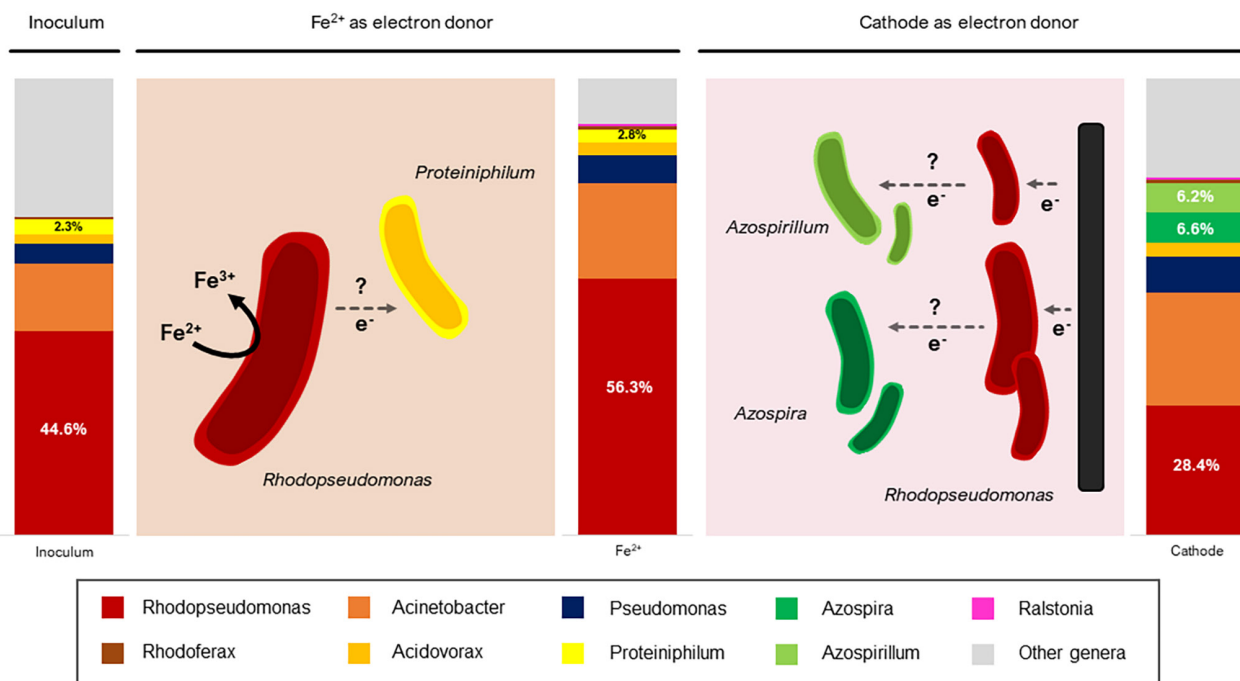 Inoculum
Fe²⁺ as electron donor
Cathode as electron donor
2.3%
44.6%
Proteiniphilum
Fe³⁺
Fe²⁺
?
e⁻
Rhodopseudomonas
2.8%
56.3%
?
e⁻
e⁻
Azospirillum
?
e⁻
e⁻
Azospira
Rhodopseudomonas
6.2%
6.6%
28.4%
Inoculum
Fe²⁺
Cathode
Rhodopseudomonas
Acinetobacter
Pseudomonas
Azospira
Ralstonia
Rhodoferax
Acidovorax
Proteiniphilum
Azospirillum
Other genera